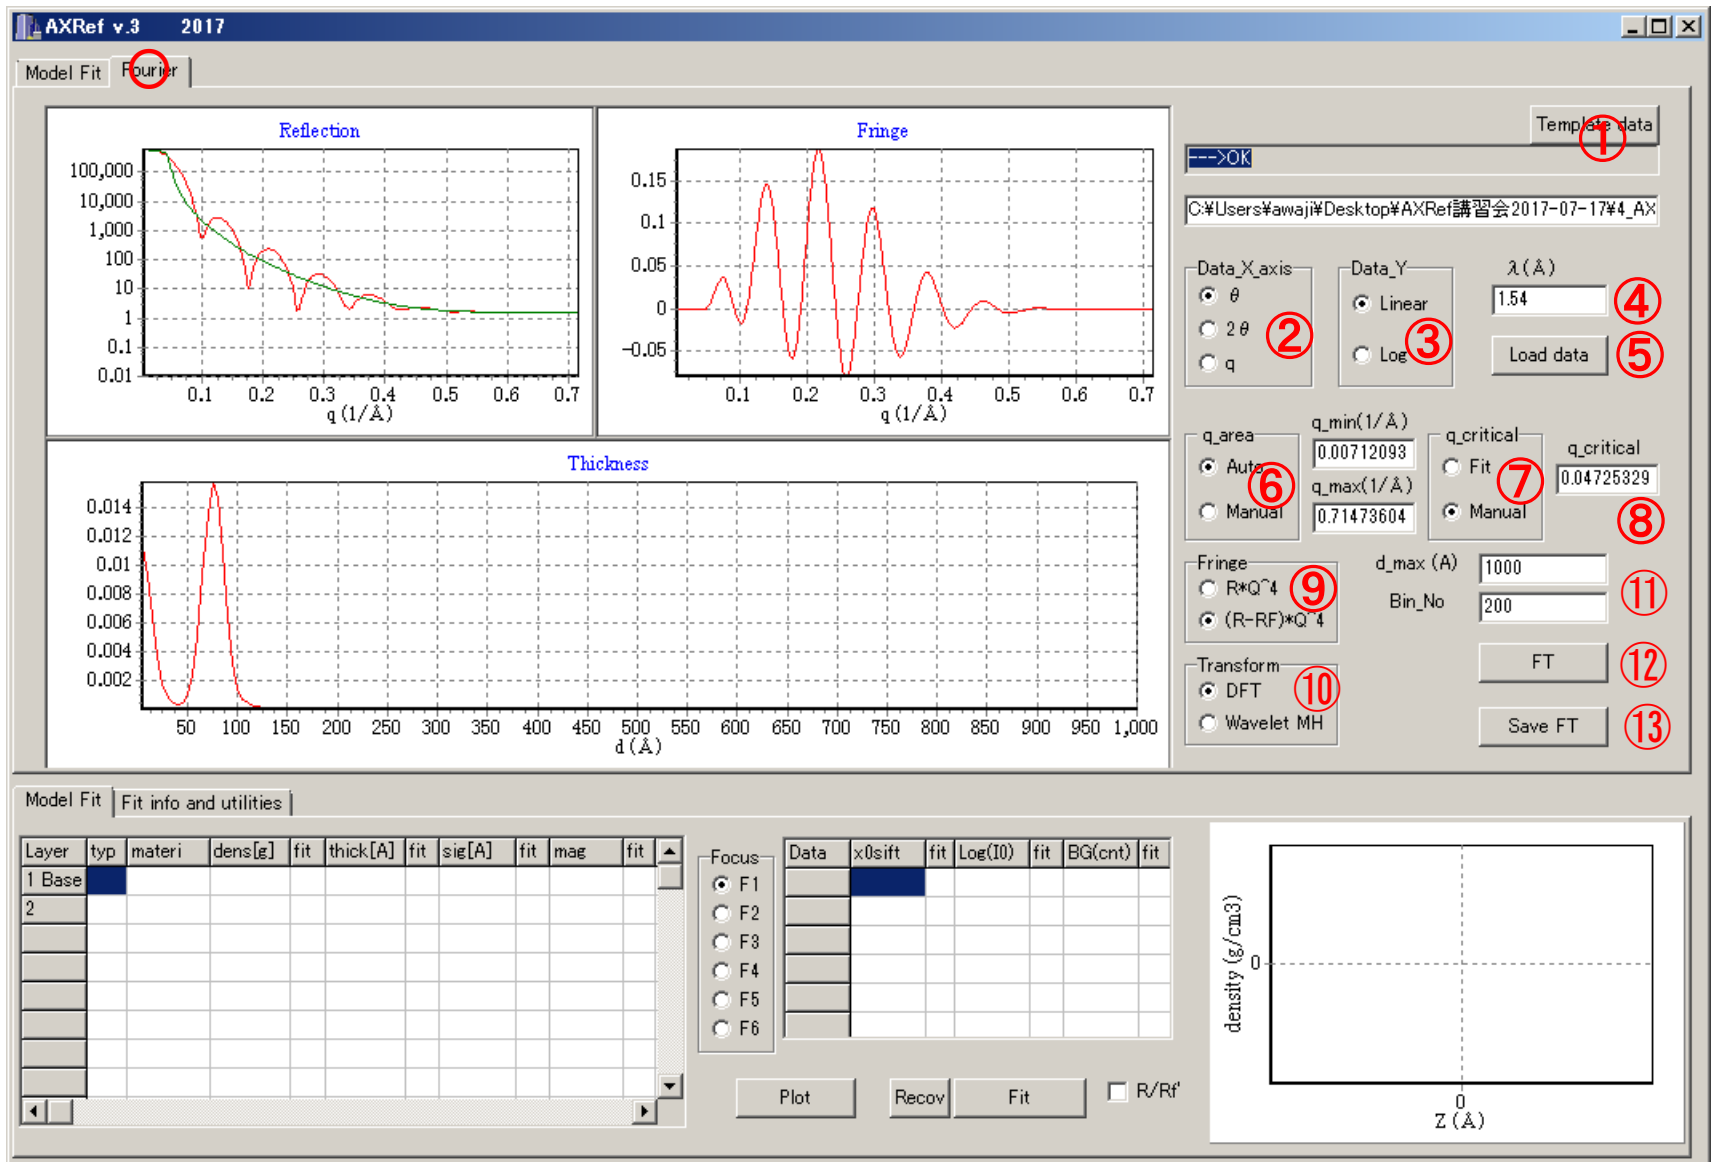 AXRef v.3 2017
Model Fit Fourier
Reflection
100,000
10,000
1,000
100
10
1
0.1
0.01
0.1 0.2 0.3 0.4 0.5 0.6 0.7
q (1/Å)
Fringe
0.15
0.1
0.05
0
-0.05
0.1 0.2 0.3 0.4 0.5 0.6 0.7
q (1/Å)
Thickness
0.014
0.012
0.01
0.008
0.006
0.004
0.002
50 100 150 200 250 300 350 400 450 500 550 600 650 700 750 800 850 900 950 1,000
d (Å)
Template data
①
--->OK
C:¥Users¥awaji¥Desktop¥AXRef講習会2017-07-17¥4_AX
Data_X_axis
θ
2θ
q
②
Data_Y
Linear
Log
③
λ(Å)
1.54
④
Load data
⑤
q_area
Auto
Manual
⑥
q_min(1/Å)
0.00712093
q_max(1/Å)
0.71473604
q_critical
Fit
Manual
⑦
q_critical
0.04725329
⑧
Fringe
R*Q^4
(R-RF)*Q^4
⑨
d_max (A)
1000
Bin_No
200
⑪
Transform
DFT
Wavelet MH
⑩
FT
⑫
Save FT
⑬
Model Fit Fit info and utilities
Layer typ materi dens[g] fit thick[A] fit sig[A] fit mag fit
1 Base
2
Focus
F1
F2
F3
F4
F5
F6
Data x0sift fit Log(I0) fit BG(cnt) fit
Plot Recov Fit R/Rf'
density (g/cm3)
0
0
Z (Å)